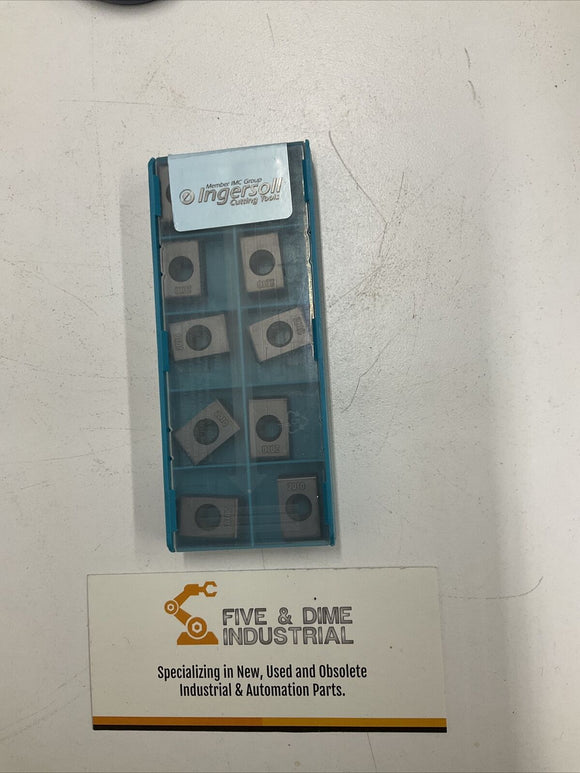 Member IMC Group
Ingersoll
Cutting Tools
FIVE & DIME
INDUSTRIAL
Specializing in New, Used and Obsolete
Industrial & Automation Parts.